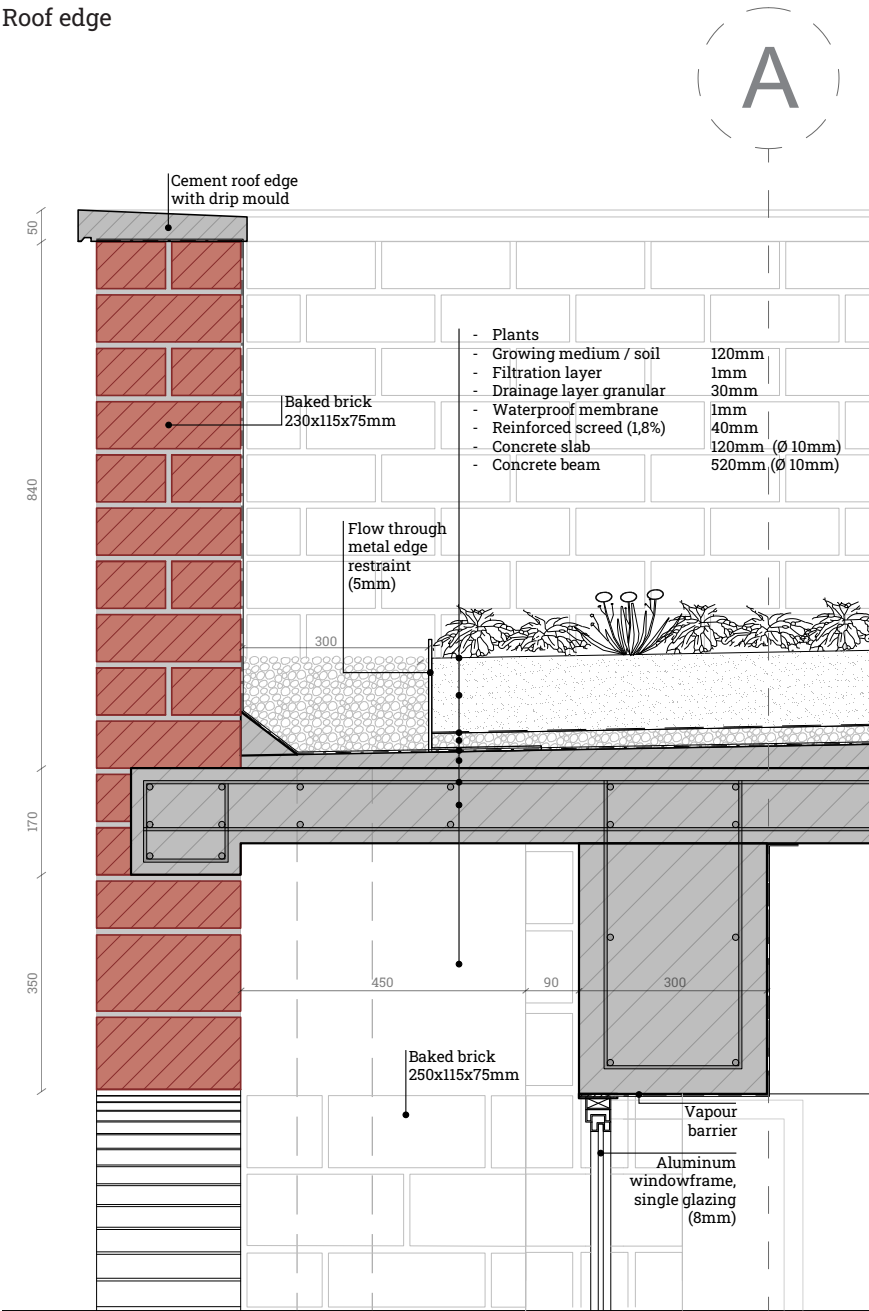 Roof edge
A
Cement roof edge
with drip mould
50
- Plants
- Growing medium / soil 120mm
- Filtration layer 1mm
- Drainage layer granular 30mm
- Waterproof membrane 1mm
- Reinforced screed (1,8%) 40mm
- Concrete slab 120mm (Ø 10mm)
- Concrete beam 520mm (Ø 10mm)
Baked brick
230x115x75mm
840
Flow through
metal edge
restraint
(5mm)
300
170
350
450
90
300
Baked brick
250x115x75mm
Vapour
barrier
Aluminum
windowframe,
single glazing
(8mm)